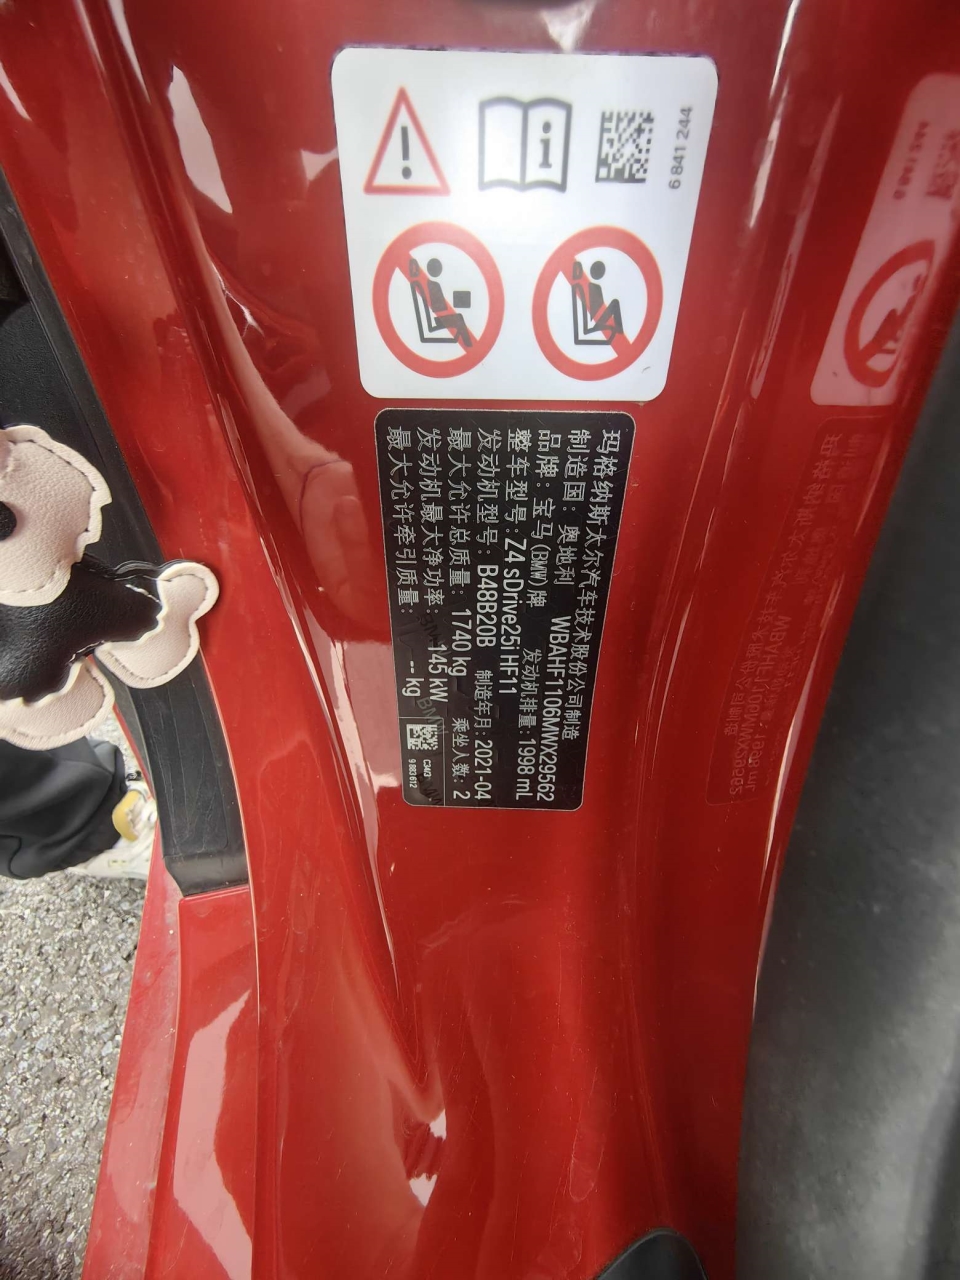 6 841 244
玛格纳斯太尔汽车技术股份公司制造
制造国：奥地利 WBAHF1106MWX29562
品牌：宝马(BMW)牌 发动机排量：1998 mL
整车型号：Z4 sDrive25i HF11
发动机型号：B48B20B 制造年月：2021-04
最大允许总质量：1740 kg 乘坐人数：2
发动机最大净功率：145 kW
最大允许牵引质量：-- kg
C3403
9 883 612